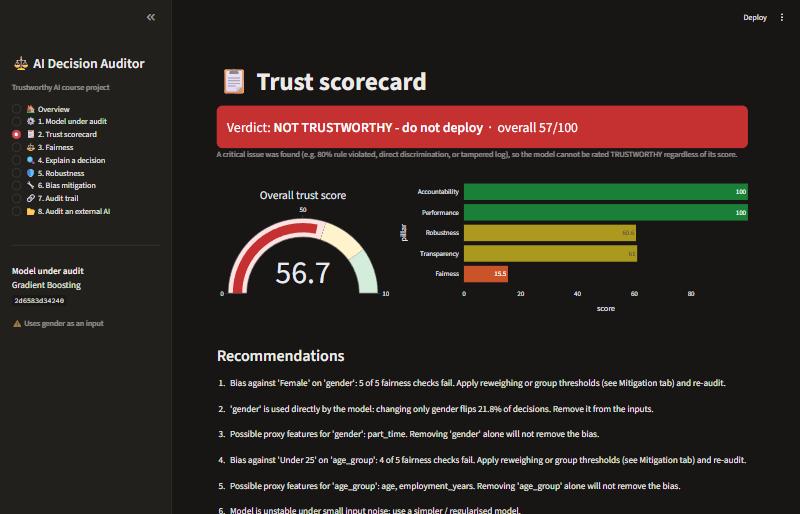 Deploy
AI Decision Auditor
Trustworthy AI course project
Overview
1. Model under audit
2. Trust scorecard
3. Fairness
4. Explain a decision
5. Robustness
6. Bias mitigation
7. Audit trail
8. Audit an external AI
Model under audit
Gradient Boosting
2d6583d34240
Uses gender as an input
Trust scorecard
Verdict: NOT TRUSTWORTHY - do not deploy · overall 57/100
A critical issue was found (e.g. 80% rule violated, direct discrimination, or tampered log), so the model cannot be rated TRUSTWORTHY regardless of its score.
Overall trust score
50
0
10
56.7
pillar
Accountability
100
Performance
100
Robustness
60.6
Transparency
61
Fairness
15.5
0
20
40
60
80
score
Recommendations
1. Bias against 'Female' on 'gender': 5 of 5 fairness checks fail. Apply reweighing or group thresholds (see Mitigation tab) and re-audit.
2. 'gender' is used directly by the model: changing only gender flips 21.8% of decisions. Remove it from the inputs.
3. Possible proxy features for 'gender': part_time. Removing 'gender' alone will not remove the bias.
4. Bias against 'Under 25' on 'age_group': 4 of 5 fairness checks fail. Apply reweighing or group thresholds (see Mitigation tab) and re-audit.
5. Possible proxy features for 'age_group': age, employment_years. Removing 'age_group' alone will not remove the bias.
6. Model is unstable under small input noise: use a simpler / regularised model.